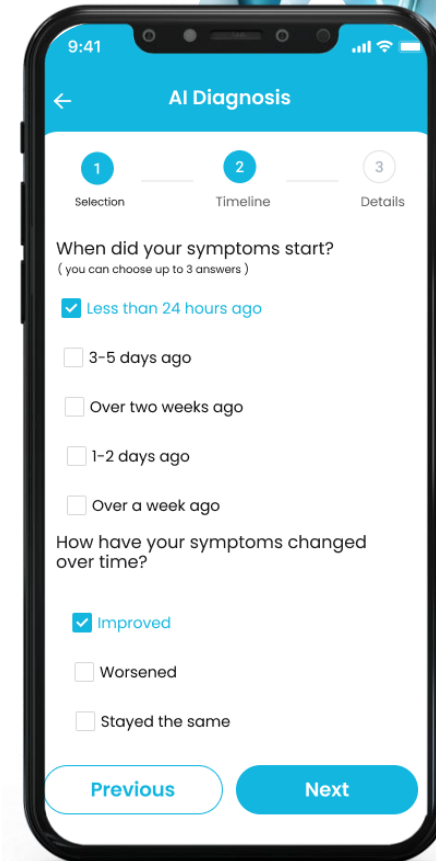 9:41
AI Diagnosis
1
2
3
Selection
Timeline
Details
When did your symptoms start?
( you can choose up to 3 answers )
Less than 24 hours ago
3-5 days ago
Over two weeks ago
1-2 days ago
Over a week ago
How have your symptoms changed
over time?
Improved
Worsened
Stayed the same
Previous
Next